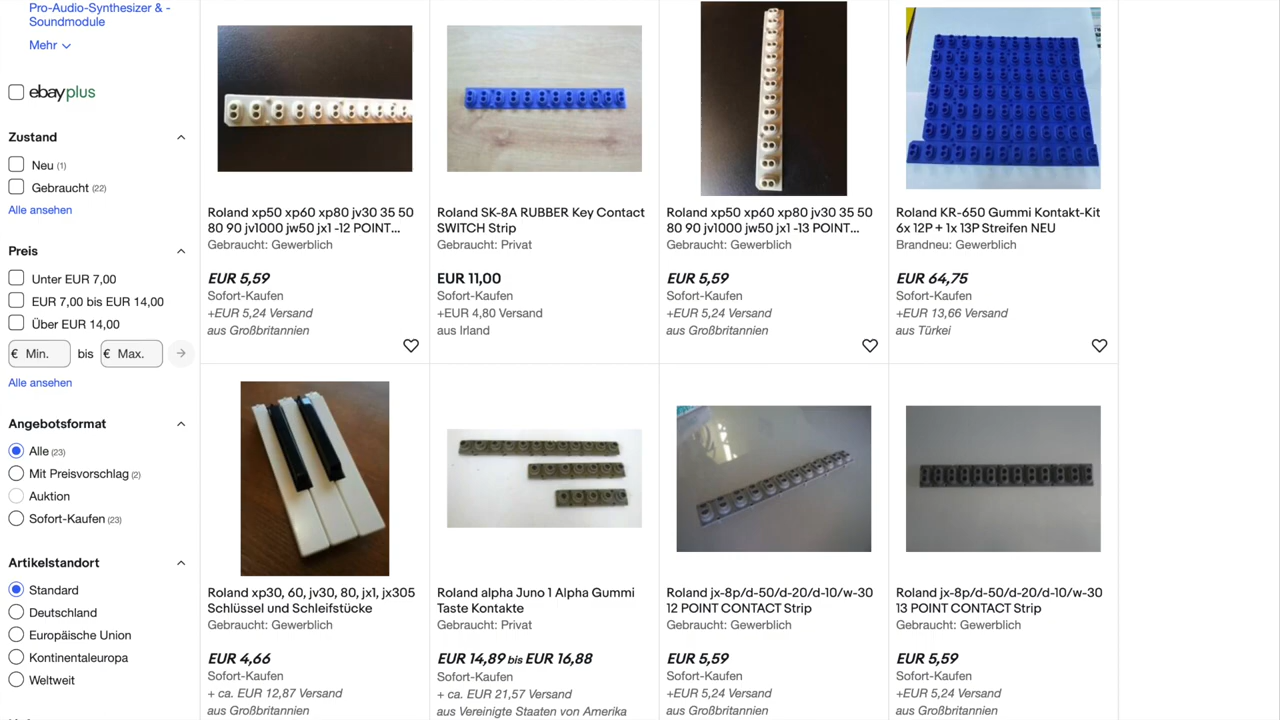 Pro-Audio-Synthesizer & -
Soundmodule
Mehr
ebayplus
Zustand
Neu (1)
Gebraucht (22)
Alle ansehen
Preis
Unter EUR 7,00
EUR 7,00 bis EUR 14,00
Über EUR 14,00
€ Min. bis € Max.
Alle ansehen
Angebotsformat
Alle (23)
Mit Preisvorschlag (2)
Auktion
Sofort-Kaufen (23)
Artikelstandort
Standard
Deutschland
Europäische Union
Kontinentaleuropa
Weltweit
Roland xp50 xp60 xp80 jv30 35 50
80 90 jv1000 jw50 jx1 -12 POINT...
Gebraucht: Gewerblich
EUR 5,59
Sofort-Kaufen
+EUR 5,24 Versand
aus Großbritannien
Roland SK-8A RUBBER Key Contact
SWITCH Strip
Gebraucht: Privat
EUR 11,00
Sofort-Kaufen
+EUR 4,80 Versand
aus Irland
Roland xp50 xp60 xp80 jv30 35 50
80 90 jv1000 jw50 jx1 -13 POINT...
Gebraucht: Gewerblich
EUR 5,59
Sofort-Kaufen
+EUR 5,24 Versand
aus Großbritannien
Roland KR-650 Gummi Kontakt-Kit
6x 12P + 1x 13P Streifen NEU
Brandneu: Gewerblich
EUR 64,75
Sofort-Kaufen
+EUR 13,66 Versand
aus Türkei
Roland xp30, 60, jv30, 80, jx1, jx305
Schlüssel und Schleifstücke
Gebraucht: Gewerblich
EUR 4,66
Sofort-Kaufen
+ ca. EUR 12,87 Versand
aus Großbritannien
Roland alpha Juno 1 Alpha Gummi
Taste Kontakte
Gebraucht: Privat
EUR 14,89 bis EUR 16,88
Sofort-Kaufen
+ ca. EUR 21,57 Versand
aus Vereinigte Staaten von Amerika
Roland jx-8p/d-50/d-20/d-10/w-30
12 POINT CONTACT Strip
Gebraucht: Gewerblich
EUR 5,59
Sofort-Kaufen
+EUR 5,24 Versand
aus Großbritannien
Roland jx-8p/d-50/d-20/d-10/w-30
13 POINT CONTACT Strip
Gebraucht: Gewerblich
EUR 5,59
Sofort-Kaufen
+EUR 5,24 Versand
aus Großbritannien